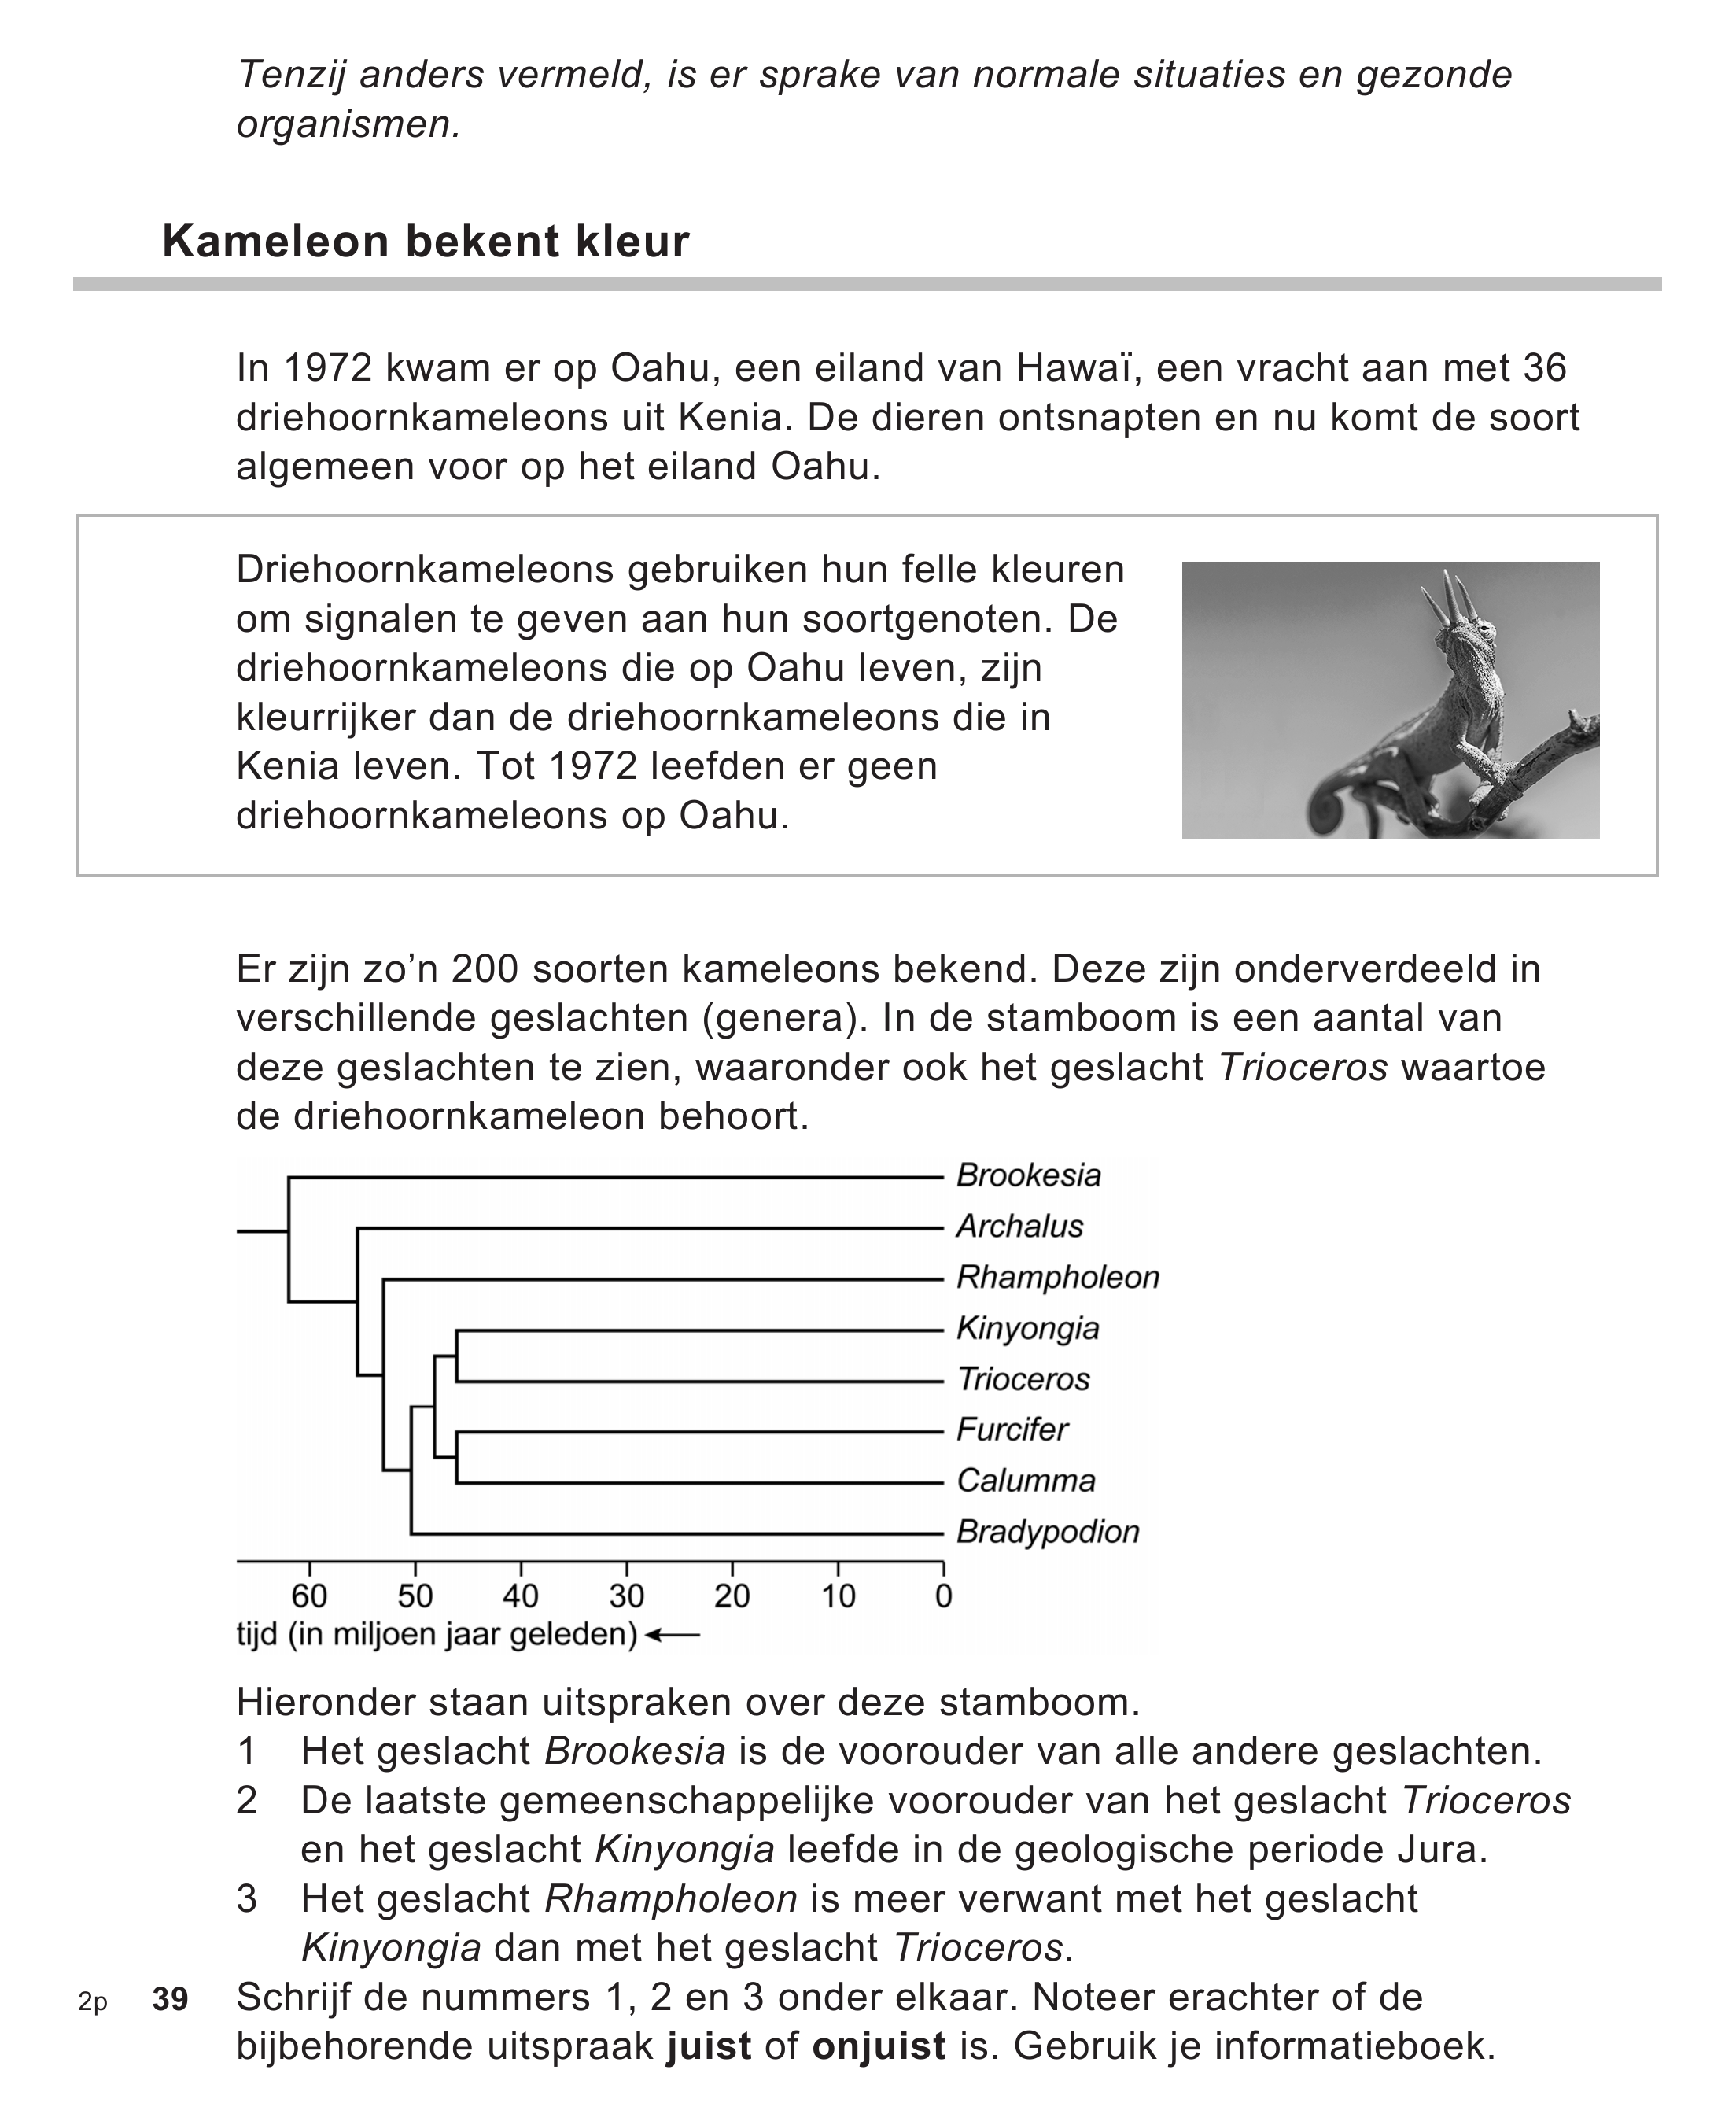 Tenzij anders vermeld, is er sprake van normale situaties en gezonde
organismen.
Kameleon bekent kleur
In 1972 kwam er op Oahu, een eiland van Hawaï, een vracht aan met 36
driehoornkameleons uit Kenia. De dieren ontsnapten en nu komt de soort
algemeen voor op het eiland Oahu.
Driehoornkameleons gebruiken hun felle kleuren
om signalen te geven aan hun soortgenoten. De
driehoornkameleons die op Oahu leven, zijn
kleurrijker dan de driehoornkameleons die in
Kenia leven. Tot 1972 leefden er geen
driehoornkameleons op Oahu.
Er zijn zo’n 200 soorten kameleons bekend. Deze zijn onderverdeeld in
verschillende geslachten (genera). In de stamboom is een aantal van
deze geslachten te zien, waaronder ook het geslacht Trioceros waartoe
de driehoornkameleon behoort.
Brookesia
Archalus
Rhampholeon
Kinyongia
Trioceros
Furcifer
Calumma
Bradypodion
60 50 40 30 20 10 0
tijd (in miljoen jaar geleden)
Hieronder staan uitspraken over deze stamboom.
1 Het geslacht Brookesia is de voorouder van alle andere geslachten.
2 De laatste gemeenschappelijke voorouder van het geslacht Trioceros
en het geslacht Kinyongia leefde in de geologische periode Jura.
3 Het geslacht Rhampholeon is meer verwant met het geslacht
Kinyongia dan met het geslacht Trioceros.
2p 39 Schrijf de nummers 1, 2 en 3 onder elkaar. Noteer erachter of de
bijbehorende uitspraak juist of onjuist is. Gebruik je informatieboek.